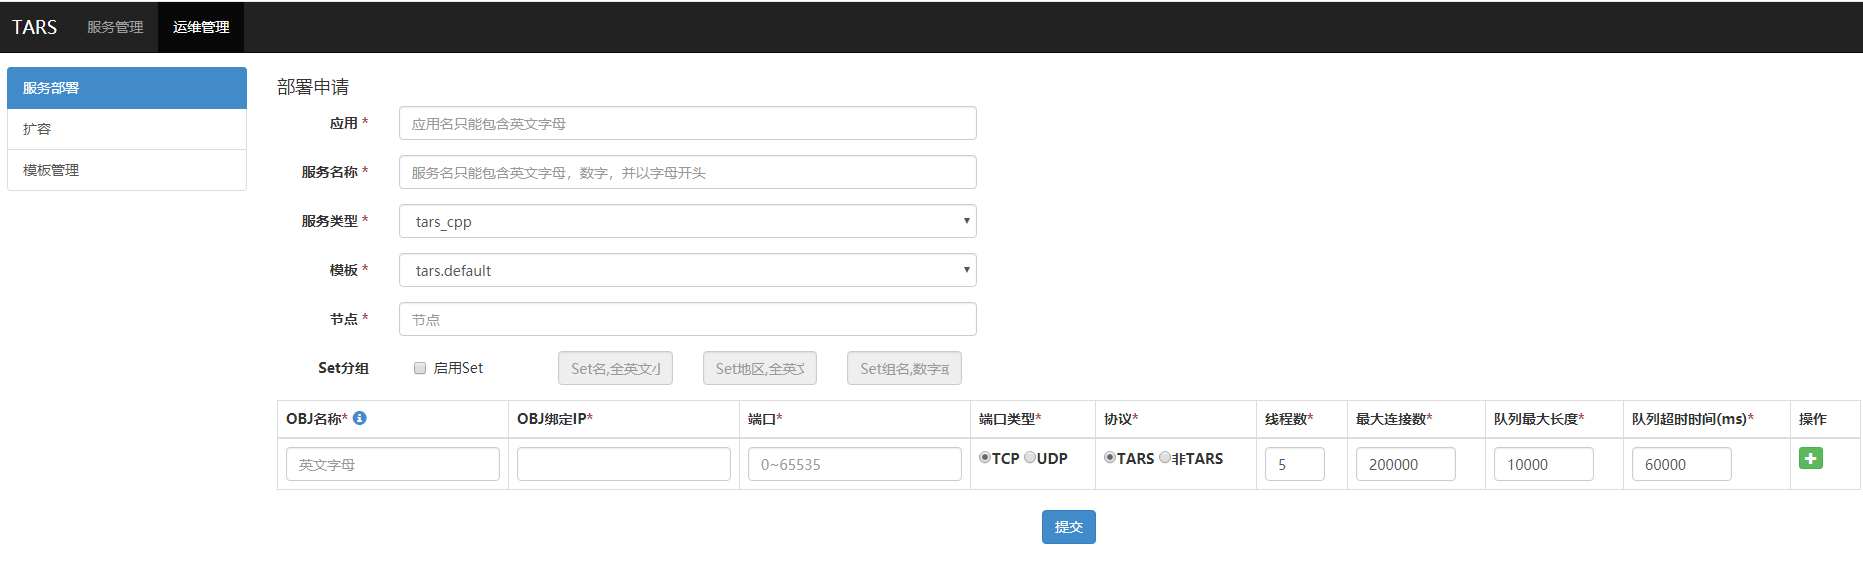 TARS 服务管理 运维管理
服务部署
扩容
模板管理
部署申请
应用 * 应用名只能包含英文字母
服务名称 * 服务名只能包含英文字母，数字，并以字母开头
服务类型 * tars_cpp
模板 * tars.default
节点 * 节点
Set分组 启用Set Set名,全英文小 Set地区,全英文 Set组名,数字或
OBJ名称* OBJ绑定IP* 端口* 端口类型* 协议* 线程数* 最大连接数* 队列最大长度* 队列超时时间(ms)* 操作
英文字母 0~65535 TCP UDP TARS 非TARS 5 200000 10000 60000
提交